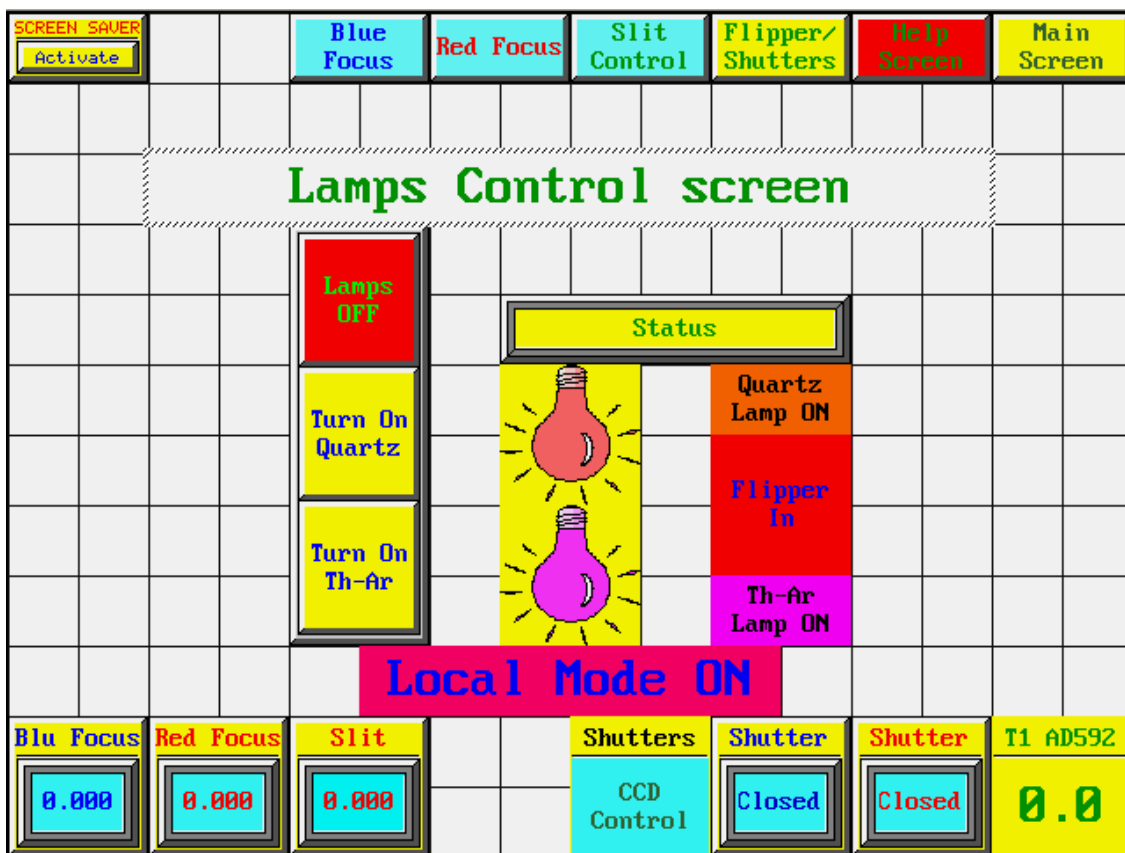 SCREEN SAVER
Activate
Blue
Focus
Red Focus
Slit
Control
Flipper/
Shutters
Help
Screen
Main
Screen
Lamps Control screen
Lamps
OFF
Turn On
Quartz
Turn On
Th-Ar
Status
Quartz
Lamp ON
Flipper
In
Th-Ar
Lamp ON
Local Mode ON
Blu Focus
0.000
Red Focus
0.000
Slit
0.000
Shutters
CCD
Control
Shutter
Closed
Shutter
Closed
T1 AD592
0.0